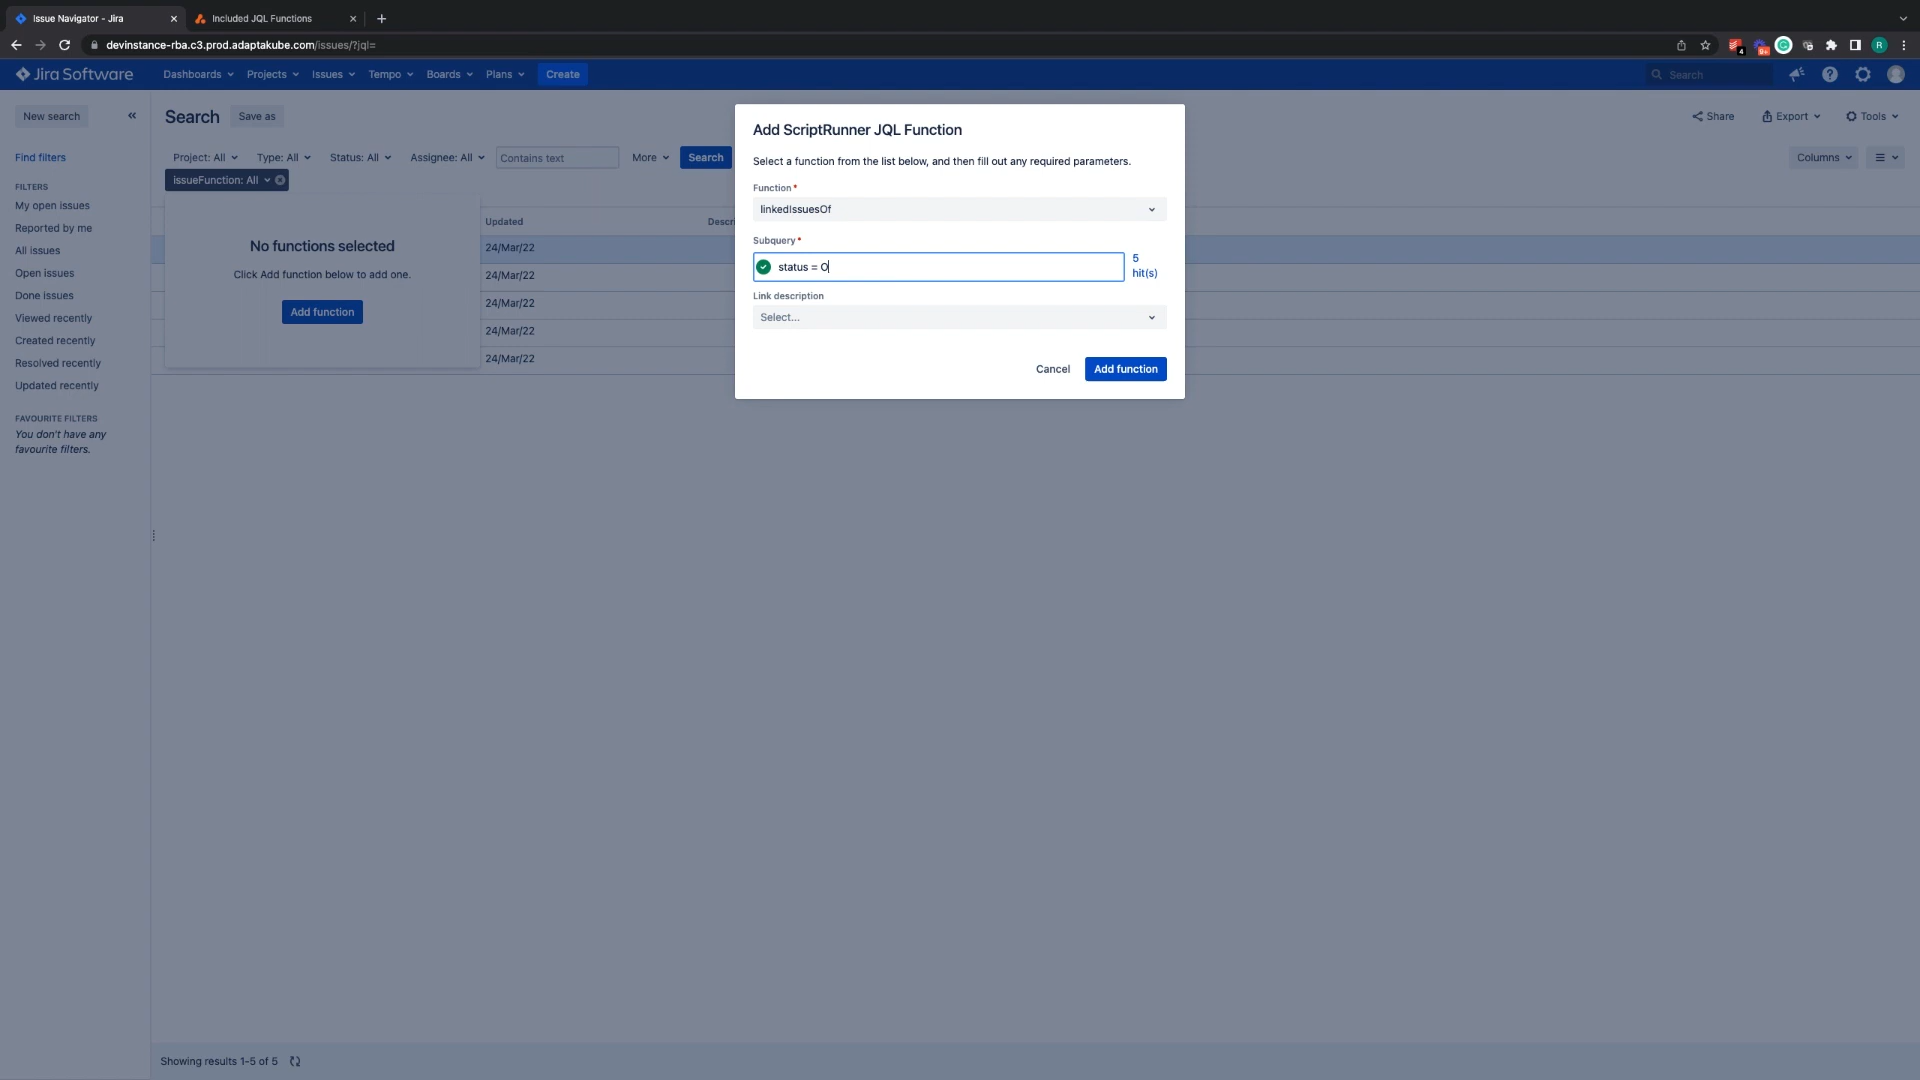 Issue Navigator - Jira
Included JQL Functions
devinstance-rba.c3.prod.adaptakube.com/issues/?jql=
4
9+
R
Jira Software
Dashboards
Projects
Issues
Tempo
Boards
Plans
Create
Search
New search
Search
Save as
Share
Export
Tools
Find filters
Project: All
Type: All
Status: All
Assignee: All
Contains text
More
Search
Columns
issueFunction: All
FILTERS
My open issues
Reported by me
All issues
Open issues
Done issues
Viewed recently
Created recently
Resolved recently
Updated recently
FAVOURITE FILTERS
You don't have any
favourite filters.
No functions selected
Click Add function below to add one.
Add function
Updated
Descr
24/Mar/22
24/Mar/22
24/Mar/22
24/Mar/22
24/Mar/22
Add ScriptRunner JQL Function
Select a function from the list below, and then fill out any required parameters.
Function*
linkedIssuesOf
Subquery*
status = O
5
hit(s)
Link description
Select...
Cancel
Add function
Showing results 1-5 of 5